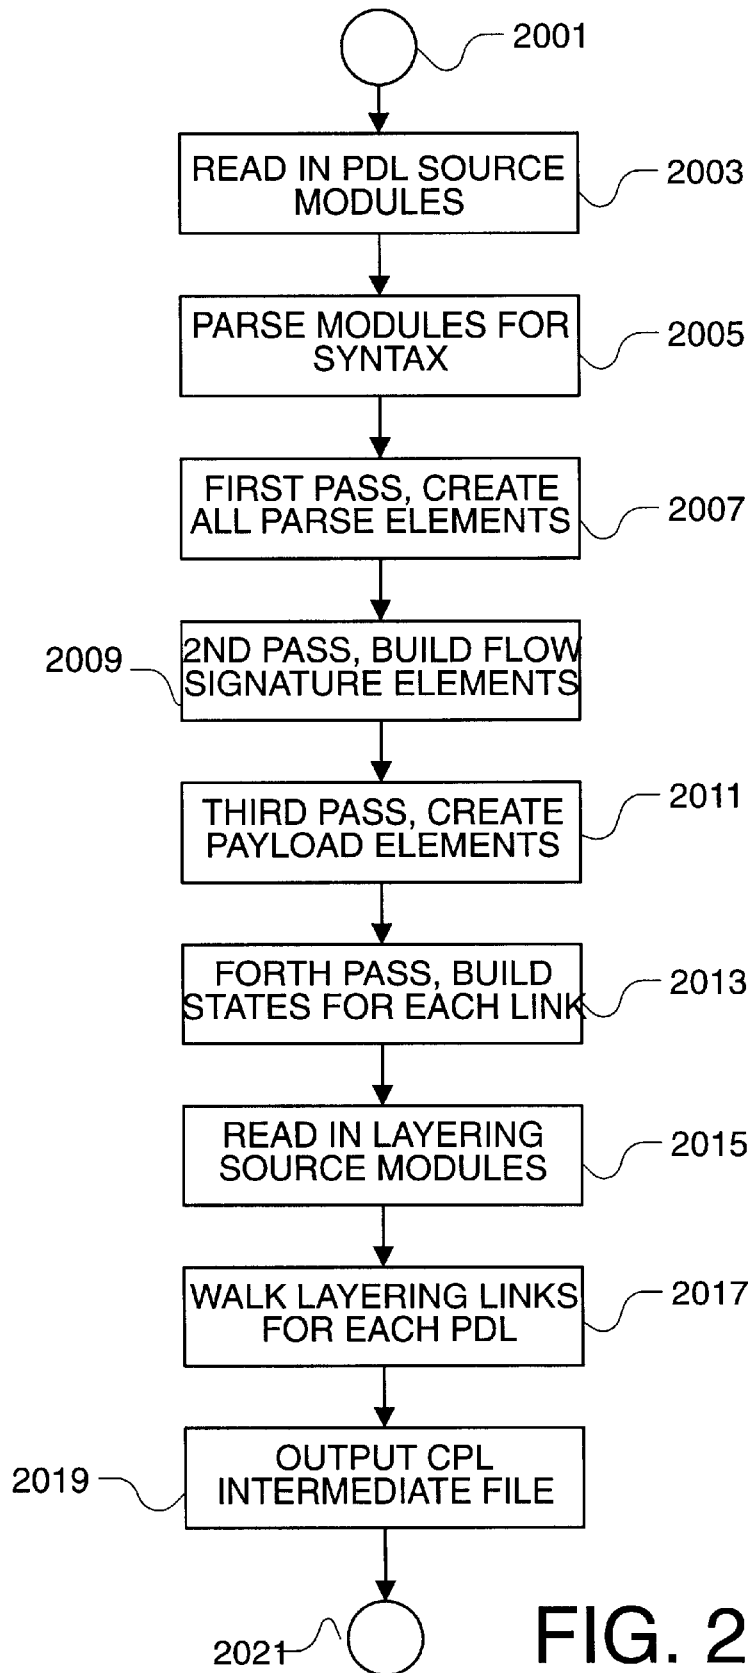 2001
READ IN PDL SOURCE
MODULES
2003
PARSE MODULES FOR
SYNTAX
2005
FIRST PASS, CREATE
ALL PARSE ELEMENTS
2007
2009
2ND PASS, BUILD FLOW
SIGNATURE ELEMENTS
THIRD PASS, CREATE
PAYLOAD ELEMENTS
2011
FORTH PASS, BUILD
STATES FOR EACH LINK
2013
READ IN LAYERING
SOURCE MODULES
2015
WALK LAYERING LINKS
FOR EACH PDL
2017
OUTPUT CPL
INTERMEDIATE FILE
2019
2021
FIG. 2